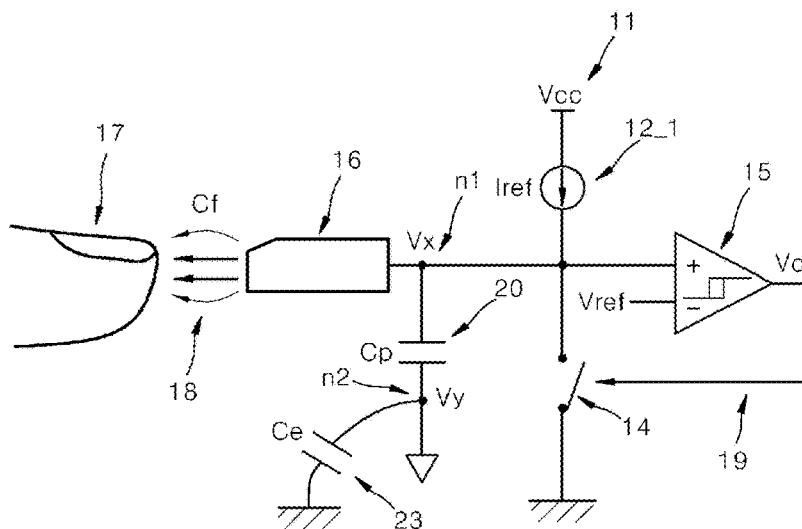 11
Vcc
17
12_1
16
15
Cf
n1
Iref
Vx
+
Vo
20
Vref
−
Cp
18
n2
Vy
14
19
Ce
23